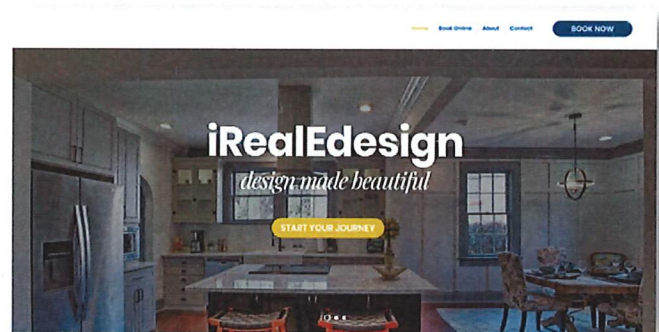 Home Book Online About Contact BOOK NOW
iRealEdesign
design made beautiful
START YOUR JOURNEY